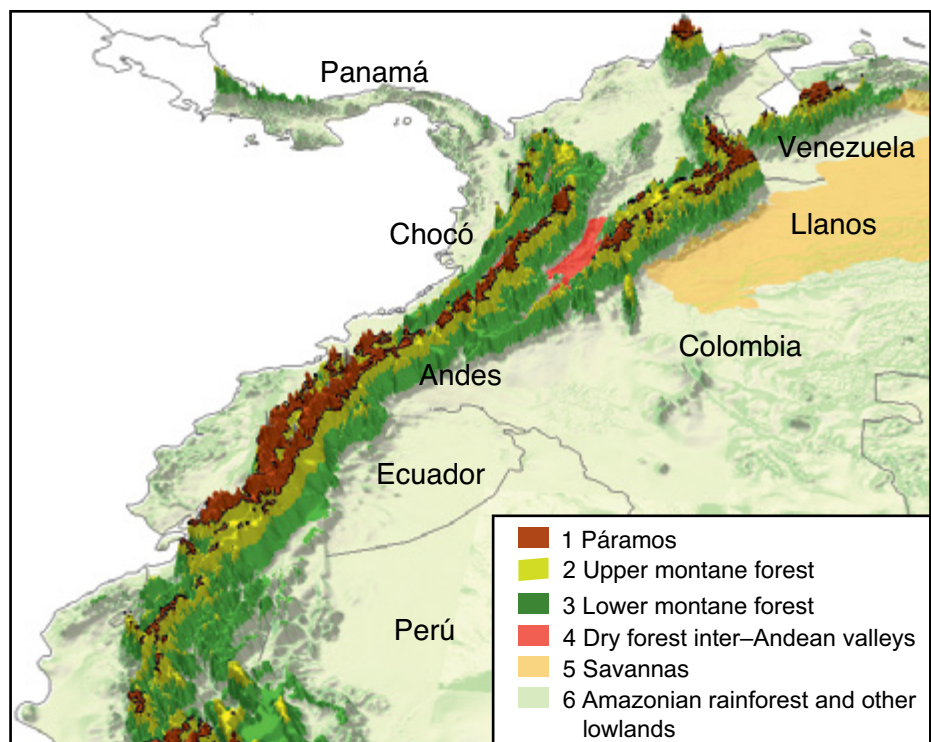 Panamá
Venezuela
Llanos
Chocó
Colombia
Andes
Ecuador
Perú
1 Páramos
2 Upper montane forest
3 Lower montane forest
4 Dry forest inter–Andean valleys
5 Savannas
6 Amazonian rainforest and other
lowlands